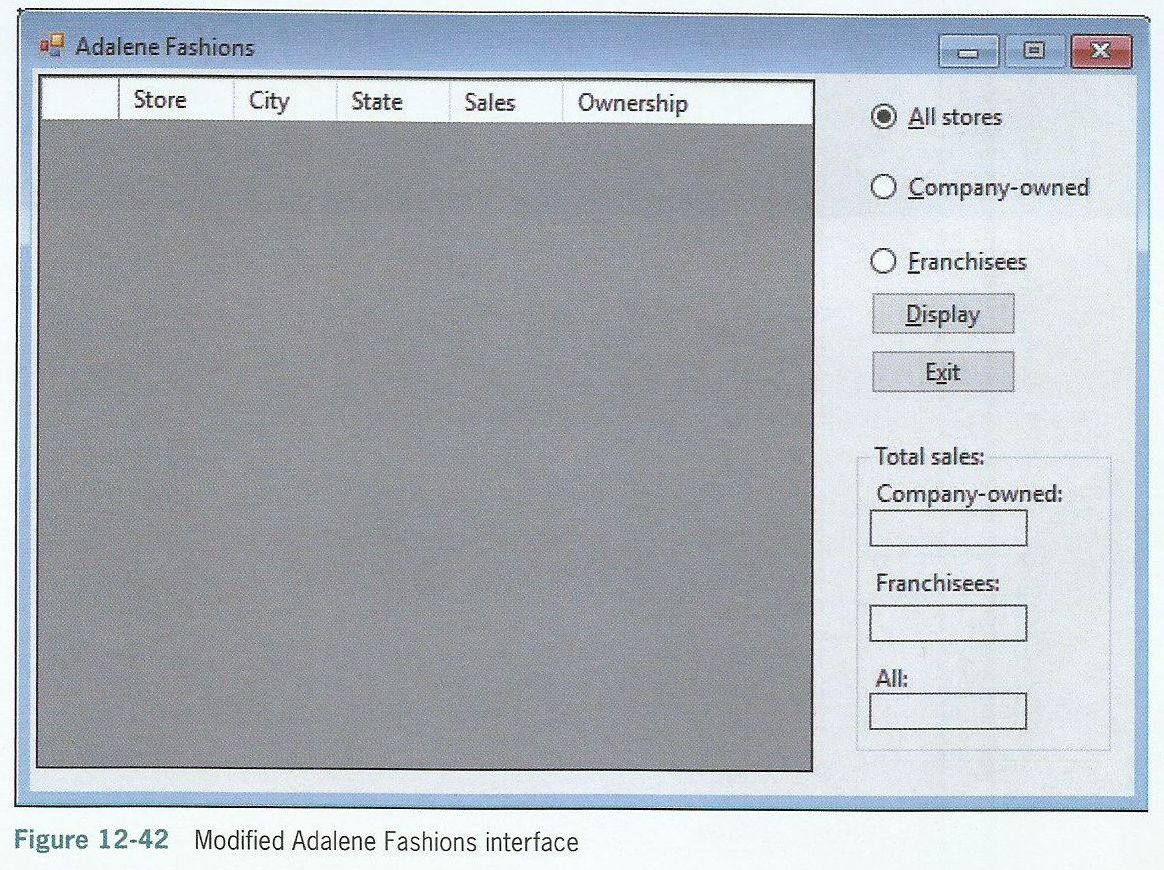 Adalene Fashions
Store City State Sales Ownership
All stores
Company-owned
Franchisees
Display
Exit
Total sales:
Company-owned:
Franchisees:
All:
Figure 12-42 Modified Adalene Fashions interface